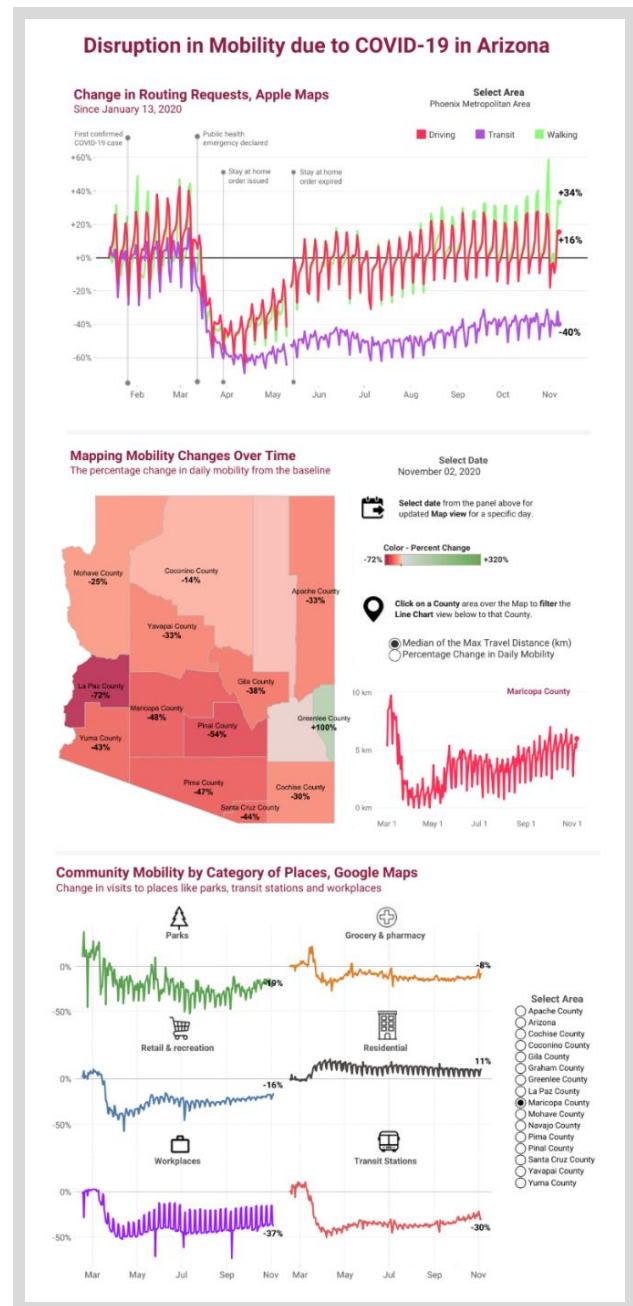 Disruption in Mobility due to COVID-19 in Arizona
Change in Routing Requests, Apple Maps
Since January 13, 2020
Select Area
Phoenix Metropolitan Area
First confirmed
COVID-19 case
Public health
emergency declared
Driving
Transit
Walking
Stay at home
order issued
Stay at home
order expired
+60%
+40%
+20%
+0%
-20%
-40%
-60%
+34%
+16%
-40%
Feb
Mar
Apr
May
Jun
Jul
Aug
Sep
Oct
Nov
Mapping Mobility Changes Over Time
The percentage change in daily mobility from the baseline
Select Date
November 02, 2020
Select date from the panel above for
updated Map view for a specific day.
Color - Percent Change
-72%
+320%
Click on a County area over the Map to filter the
Line Chart view below to that County.
Median of the Max Travel Distance (km)
Percentage Change in Daily Mobility
Mohave County
-25%
Coconino County
-14%
Apache County
-33%
Yavapai County
-33%
La Paz County
-72%
Gila County
-38%
Maricopa County
-48%
Pinal County
-54%
Greenlee County
+100%
Yuma County
-43%
Pima County
-47%
Cochise County
-30%
Santa Cruz County
-44%
Maricopa County
10 km
5 km
0 km
Mar 1
May 1
Jul 1
Sep 1
Nov 1
Community Mobility by Category of Places, Google Maps
Change in visits to places like parks, transit stations and workplaces
Parks
Grocery & pharmacy
0%
-50%
-19%
-8%
Retail & recreation
Residential
0%
-50%
-16%
11%
Workplaces
Transit Stations
0%
-50%
-37%
-30%
Mar
May
Jul
Sep
Nov
Mar
May
Jul
Sep
Nov
Select Area
Apache County
Arizona
Cochise County
Coconino County
Gila County
Graham County
Greenlee County
La Paz County
Maricopa County
Mohave County
Navajo County
Pima County
Pinal County
Santa Cruz County
Yavapai County
Yuma County